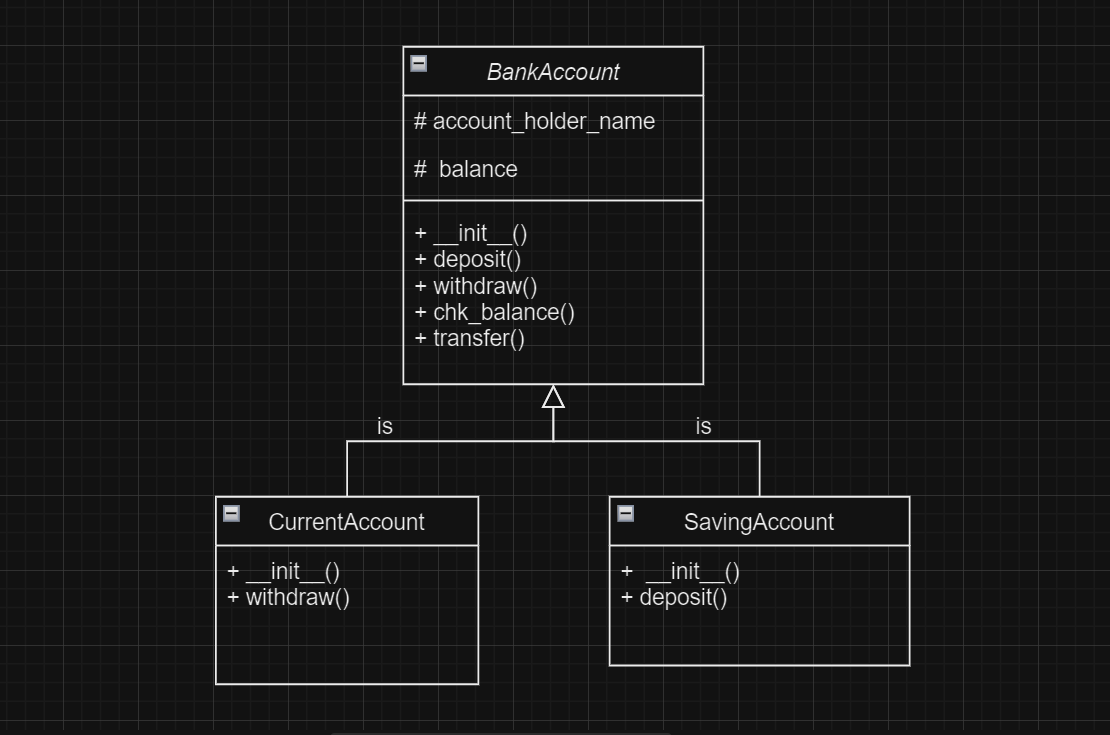 BankAccount
# account_holder_name
#  balance
+ __init__()
+ deposit()
+ withdraw()
+ chk_balance()
+ transfer()
is
is
CurrentAccount
+ __init__()
+ withdraw()
SavingAccount
+  __init__()
+ deposit()